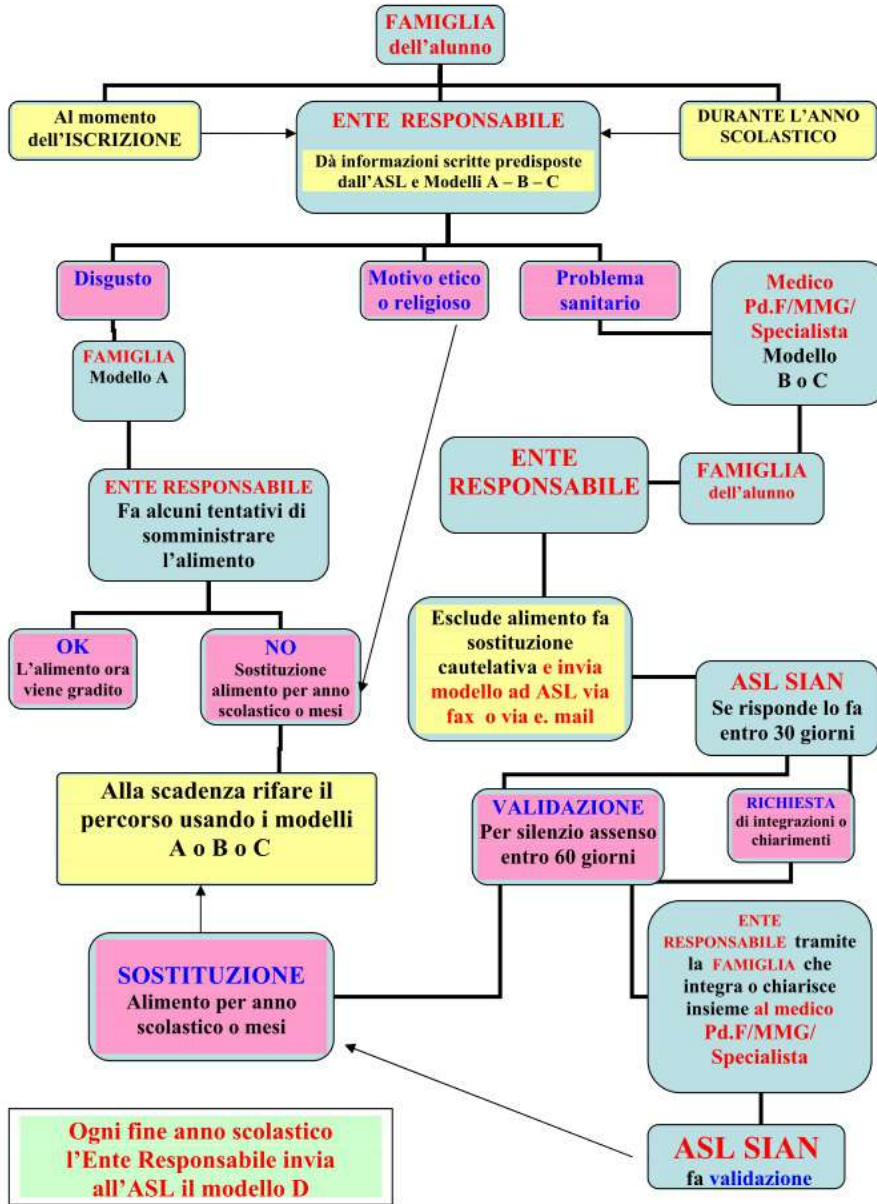 FAMIGLIA
dell'alunno
Al momento
dell'ISCRIZIONE
ENTE RESPONSABILE
Dà informazioni scritte predisposte
dall'ASL e Modelli A – B – C
DURANTE L'ANNO
SCOLASTICO
Disgusto
Motivo etico
o religioso
Problema
sanitario
Medico
Pd.F/MMG/
Specialista
Modello
B o C
FAMIGLIA
Modello A
ENTE
RESPONSABILE
FAMIGLIA
dell'alunno
ENTE RESPONSABILE
Fa alcuni tentativi di
somministrare
l'alimento
OK
L'alimento ora
viene gradito
NO
Sostituzione
alimento per anno
scolastico o mesi
Esclude alimento fa
sostituzione
cautelativa e invia
modello ad ASL via
fax o via e. mail
ASL SIAN
Se risponde lo fa
entro 30 giorni
Alla scadenza rifare il
percorso usando i modelli
A o B o C
VALIDAZIONE
Per silenzio assenso
entro 60 giorni
RICHIESTA
di integrazioni o
chiarimenti
SOSTITUZIONE
Alimento per anno
scolastico o mesi
ENTE
RESPONSABILE tramite
la FAMIGLIA che
integra o chiarisce
insieme al medico
Pd.F/MMG/
Specialista
Ogni fine anno scolastico
l'Ente Responsabile invia
all'ASL il modello D
ASL SIAN
fa validazione